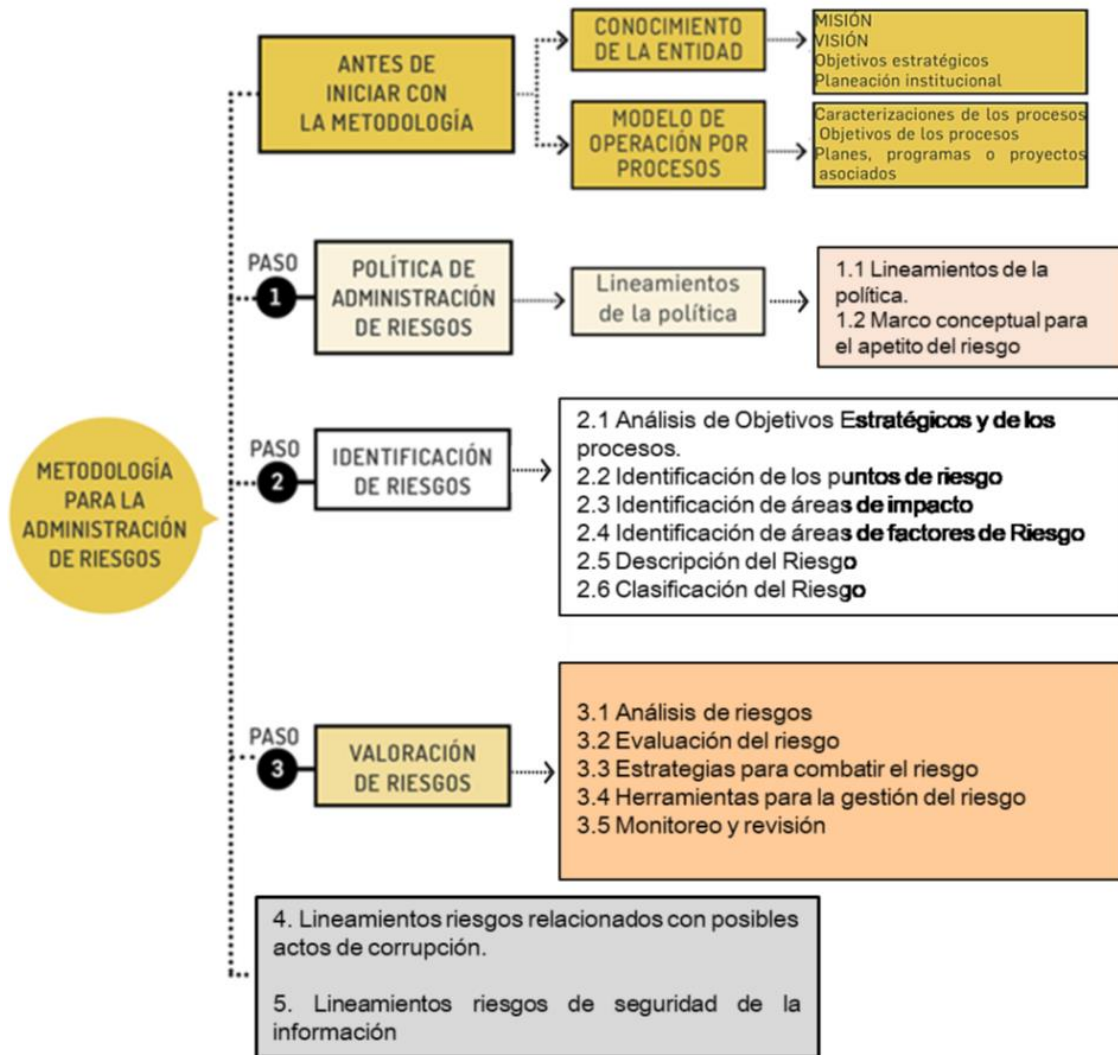 ANTES DE
INICIAR CON
LA METODOLOGÍA
CONOCIMIENTO
DE LA ENTIDAD
MISIÓN
VISIÓN
Objetivos estratégicos
Planeación institucional
MODELO DE
OPERACIÓN POR
PROCESOS
Caracterizaciones de los procesos
Objetivos de los procesos
Planes, programas o proyectos
asociados
PASO
1
POLÍTICA DE
ADMINISTRACIÓN
DE RIESGOS
Lineamientos
de la política
1.1 Lineamientos de la
política.
1.2 Marco conceptual para
el apetito del riesgo
METODOLOGÍA
PARA LA
ADMINISTRACIÓN
DE RIESGOS
PASO
2
IDENTIFICACIÓN
DE RIESGOS
2.1 Análisis de Objetivos Estratégicos y de los
procesos.
2.2 Identificación de los puntos de riesgo
2.3 Identificación de áreas de impacto
2.4 Identificación de áreas de factores de Riesgo
2.5 Descripción del Riesgo
2.6 Clasificación del Riesgo
PASO
3
VALORACIÓN
DE RIESGOS
3.1 Análisis de riesgos
3.2 Evaluación del riesgo
3.3 Estrategias para combatir el riesgo
3.4 Herramientas para la gestión del riesgo
3.5 Monitoreo y revisión
4. Lineamientos riesgos relacionados con posibles
actos de corrupción.
5. Lineamientos riesgos de seguridad de la
información